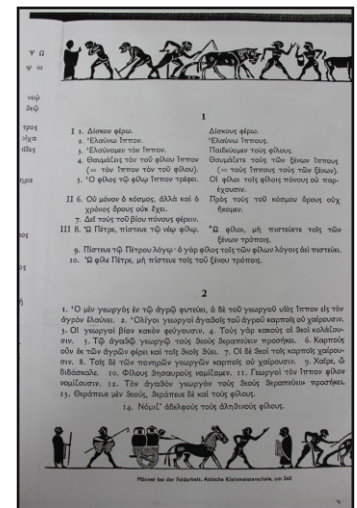 Ψ Ω
ψ ω
1
I 1. Δίσκον φέρω. Δίσκους φέρω.
2. Ἐλαύνω ἵππον. Ἐλαύνω ἵππους.
3. Ἐλαύνομεν τὸν ἵππον. Παιδεύομεν τοὺς φίλους.
4. Θαυμάζεις τὸν τοῦ φίλου ἵππον Θαυμάζετε τοὺς τῶν ξένων ἵππους
(= τὸν ἵππον τὸν τοῦ φίλου). (= τοὺς ἵππους τοὺς τῶν ξένων).
5. Ὁ φίλος τῷ φίλῳ ἵππον τρέφει. Οἱ φίλοι τοῖς φίλοις πόνους οὐ παρ-
έχουσιν.
II 6. Οὐ μόνον ὁ κόσμος, ἀλλὰ καὶ ὁ Πρὸς τοὺς τοῦ κόσμου ὅρους οὐχ
χρόνος ὅρους οὐκ ἔχει. ἥκομεν.
7. Δεῖ τοὺς τοῦ βίου πόνους φέρειν.
III 8. Ὦ Πέτρε, πίστευε τῷ νέῳ φίλῳ. Ὦ φίλοι, μὴ πιστεύετε τοῖς τῶν
ξένων τρόποις.
9. Πίστευε τῷ Πέτρου λόγῳ· ὁ γὰρ φίλος τοῖς τῶν φίλων λόγοις ἀεὶ πιστεύει.
10. Ὦ φίλε Πέτρε, μὴ πίστευε τοῖς τοῦ ξένου τρόποις.
2
1. Ὁ μὲν γεωργὸς ἐν τῷ ἀγρῷ φυτεύει, ὁ δὲ τοῦ γεωργοῦ υἱὸς ἵππον εἰς τὸν
ἀγρὸν ἐλαύνει. 2. Ὀλίγοι γεωργοὶ ἀγαθοῖς τοῦ ἀγροῦ καρποῖς οὐ χαίρουσιν.
3. Οἱ γεωργοὶ βίον κακὸν φεύγουσιν. 4. Τοὺς γὰρ κακοὺς οἱ θεοὶ κολάζου-
σιν. 5. Τῷ ἀγαθῷ γεωργῷ τοὺς θεοὺς θεραπεύειν προσήκει. 6. Καρποὺς
οὖν ἐκ τῶν ἀγρῶν φέρει καὶ τοῖς θεοῖς θύει. 7. Οἱ δὲ θεοὶ τοῖς καρποῖς χαίρου-
σιν. 8. Τοῖς δὲ τῶν πονηρῶν γεωργῶν καρποῖς οὐ χαίρουσιν. 9. Χαῖρε, ὦ
διδάσκαλε. 10. Φίλους θησαυροὺς νομίζομεν. 11. Γεωργοὶ τὸν ἵππον φίλον
νομίζουσιν. 12. Τὸν ἀγαθὸν γεωργὸν τοὺς θεοὺς θεραπεύειν προσήκει.
13. Θεράπευε μὲν θεούς, θεράπευε δὲ καὶ τοὺς φίλους.
14. Νόμιζ᾽ ἀδελφοὺς τοὺς ἀληθινοὺς φίλους.
Männer bei der Feldarbeit. Attische Kleinmeisterschale, um 540